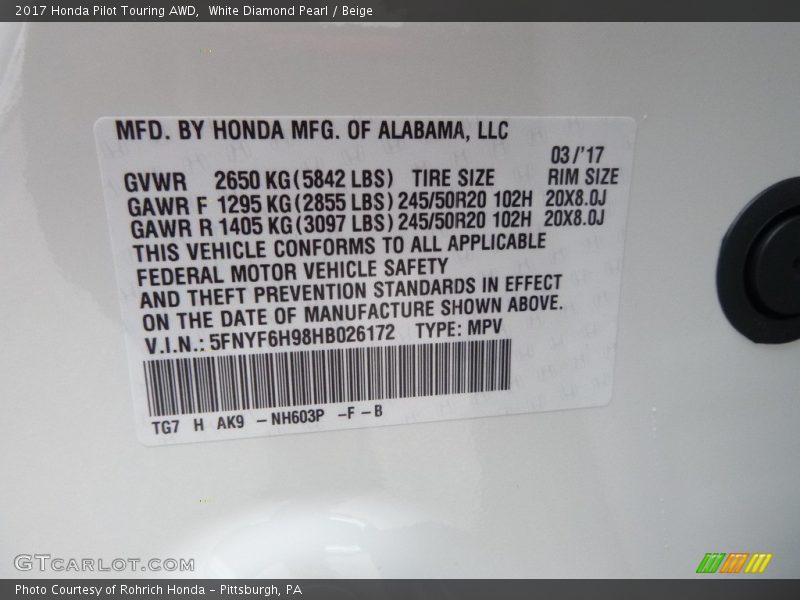 2017 Honda Pilot Touring AWD,  White Diamond Pearl / Beige
MFD. BY HONDA MFG. OF ALABAMA, LLC
03/'17
GVWR 2650 KG(5842 LBS) TIRE SIZE RIM SIZE
GAWR F 1295 KG(2855 LBS) 245/50R20 102H 20X8.0J
GAWR R 1405 KG(3097 LBS) 245/50R20 102H 20X8.0J
THIS VEHICLE CONFORMS TO ALL APPLICABLE
FEDERAL MOTOR VEHICLE SAFETY
AND THEFT PREVENTION STANDARDS IN EFFECT
ON THE DATE OF MANUFACTURE SHOWN ABOVE.
V.I.N.: 5FNYF6H98HB026172 TYPE: MPV
TG7 H AK9 -NH603P -F-B
GTCARLOT.COM
Photo Courtesy of Rohrich Honda - Pittsburgh, PA